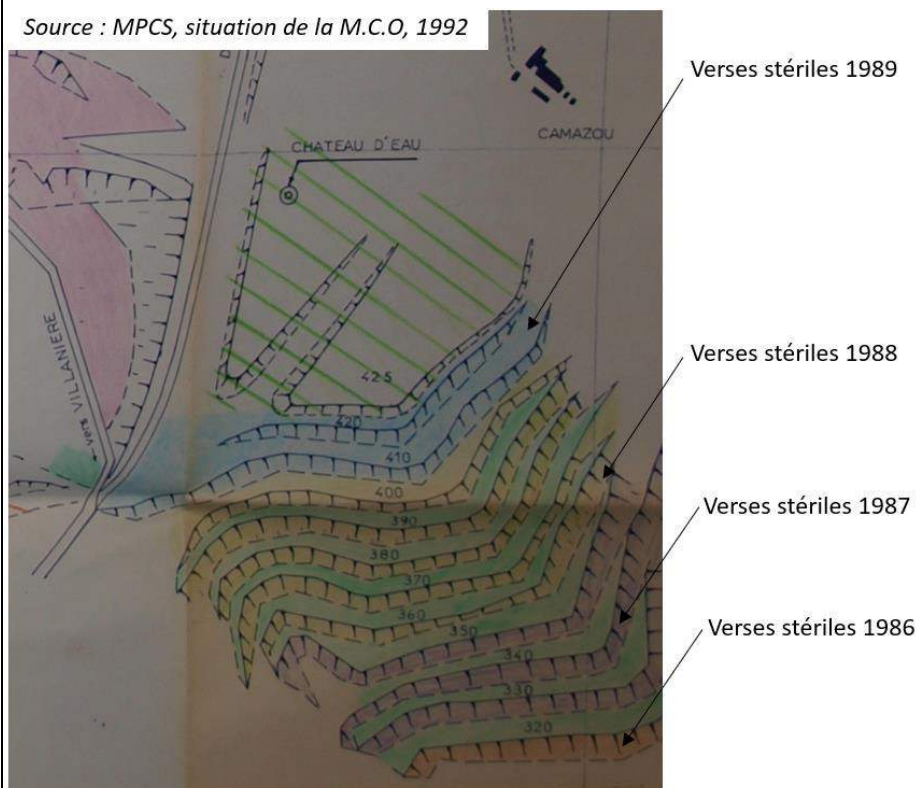 Source : MPCS, situation de la M.C.O, 1992
Verses stériles 1989
CAMAZOU
CHATEAU D'EAU
vers VILLANIERE
425
420
410
400
390
380
370
360
350
340
330
320
Verses stériles 1988
Verses stériles 1987
Verses stériles 1986